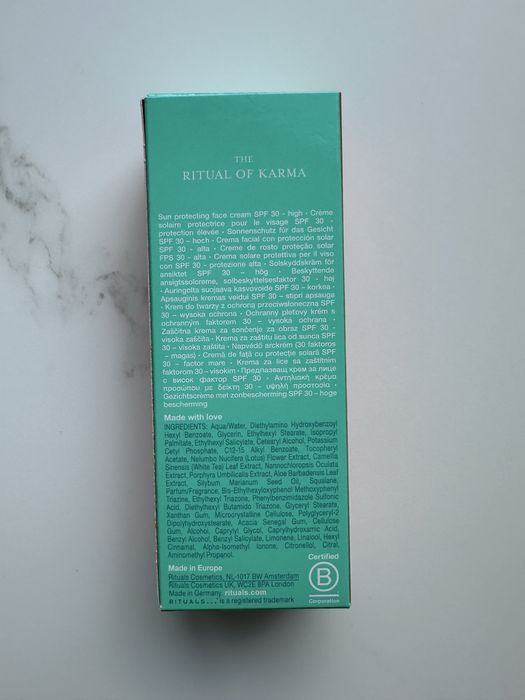 THE
RITUAL OF KARMA
Sun protecting face cream SPF 30 - high • Crème
solaire protectrice pour le visage SPF 30 -
protection élevée • Sonnenschutz für das Gesicht
SPF 30 – hoch • Crema facial con protección solar
SPF 30 - alta • Creme de rosto proteção solar
FPS 30 - alta • Crema solare protettiva per il viso
con SPF 30 - protezione alta • Solskyddskräm för
ansiktet SPF 30 – hög • Beskyttende
ansigtssolcreme, solbeskyttelsesfaktor 30 - høj
• Auringolta suojaava kasvovoide SPF 30 – korkea •
Apsauginis kremas veidui SPF 30 – stipri apsauga
• Krem do twarzy z ochroną przeciwsłoneczną SPF
30 – wysoka ochrona • Ochranný pleťový krém s
ochranným faktorem 30 – vysoka ochrana •
Zaščitna krema za sončenje za obraz SPF 30 -
visoka zaščita • Krema za zaštitu lica od sunca SPF
30 – visoka zaštita • Napvédő arckrém (30 faktoros
- magas) • Cremă de față cu protecție solară SPF
30 – factor mare • Krema za lice sa zaštitnim
faktorom 30 – visokim • Предпазващ крем за лице
с висок фактор SPF 30 • Αντηλιακή κρέμα
προσώπου με δείκτη 30 – υψηλή προστασία •
Gezichtscrème met zonbescherming SPF 30 – hoge
bescherming
Made with love
INGREDIENTS: Aqua/Water, Diethylamino Hydroxybenzoyl
Hexyl Benzoate, Glycerin, Ethylhexyl Stearate, Isopropyl
Palmitate, Ethylhexyl Salicylate, Cetearyl Alcohol, Potassium
Cetyl Phosphate, C12-15 Alkyl Benzoate, Tocopheryl
Acetate, Nelumbo Nucifera (Lotus) Flower Extract, Camellia
Sinensis (White Tea) Leaf Extract, Nannochloropsis Oculata
Extract, Porphyra Umbilicalis Extract, Aloe Barbadensis Leaf
Extract, Silybum Marianum Seed Oil, Squalane,
Parfum/Fragrance, Bis-Ethylhexyloxyphenol Methoxyphenyl
Triazine, Ethylhexyl Triazone, Phenylbenzimidazole Sulfonic
Acid, Diethylhexyl Butamido Triazone, Glyceryl Stearate,
Xanthan Gum, Microcrystalline Cellulose, Polyglyceryl-2
Dipolyhydroxystearate, Acacia Senegal Gum, Cellulose
Gum, Alcohol, Caprylyl Glycol, Caprylhydroxamic Acid,
Benzyl Alcohol, Benzyl Salicylate, Limonene, Linalool, Hexyl
Cinnamal, Alpha-Isomethyl Ionone, Citronellol, Citral,
Aminomethyl Propanol.
Made in Europe
Rituals Cosmetics, NL-1017 BW Amsterdam
Rituals Cosmetics UK, WC2E 8PA London
Made in Germany. rituals.com
RITUALS... is a registered trademark
Certified
B
Corporation